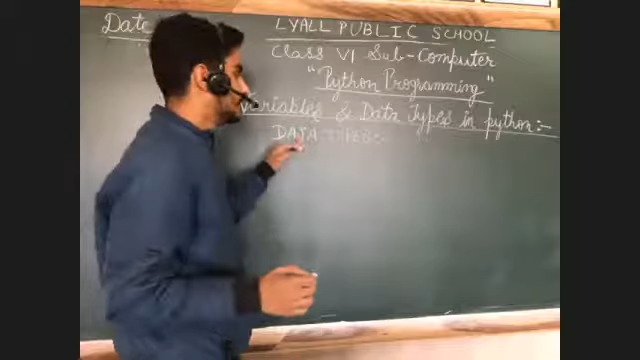 Date
LYALL PUBLIC SCHOOL
Class VI Sub-Computer
"Python Programming"
Variables & Data Types in python:-
DATA TYPES:-